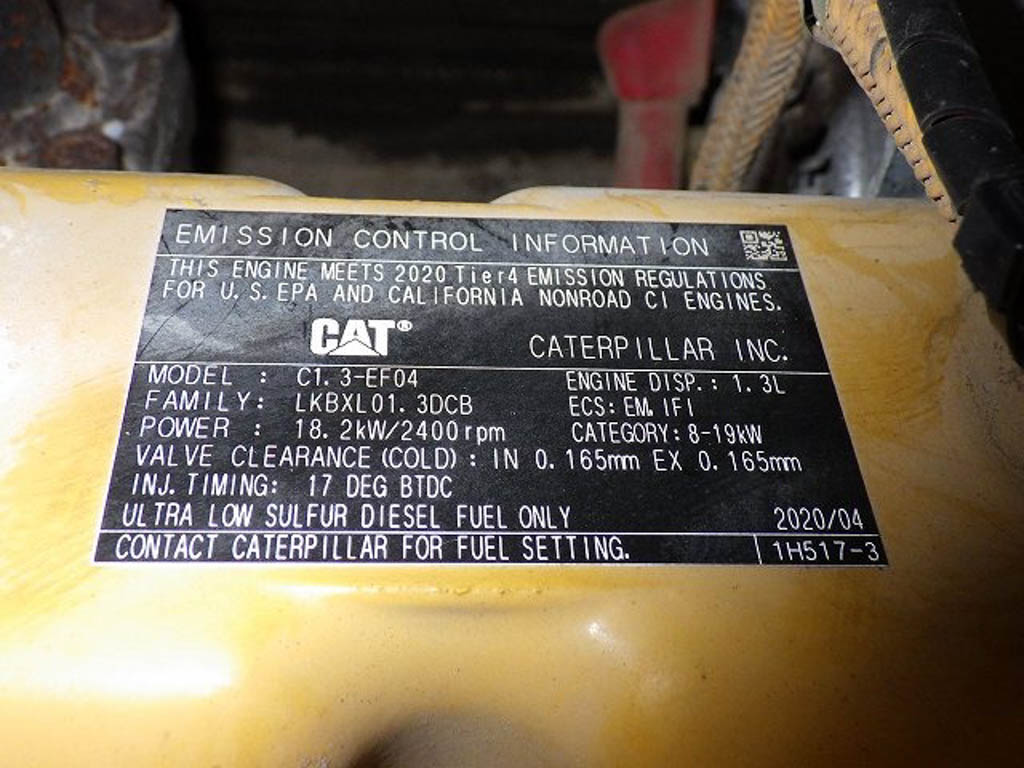 EMISSION CONTROL INFORMATION
THIS ENGINE MEETS 2020 Tier4 EMISSION REGULATIONS
FOR U.S. EPA AND CALIFORNIA NONROAD CI ENGINES.
CAT® CATERPILLAR INC.
MODEL : C1.3-EF04 ENGINE DISP.: 1.3L
FAMILY: LKBXL01.3DCB ECS: EM, IFI
POWER : 18.2kW/2400rpm CATEGORY: 8-19kW
VALVE CLEARANCE (COLD) : IN 0.165mm EX 0.165mm
INJ. TIMING: 17 DEG BTDC
ULTRA LOW SULFUR DIESEL FUEL ONLY 2020/04
CONTACT CATERPILLAR FOR FUEL SETTING. 1H517-3